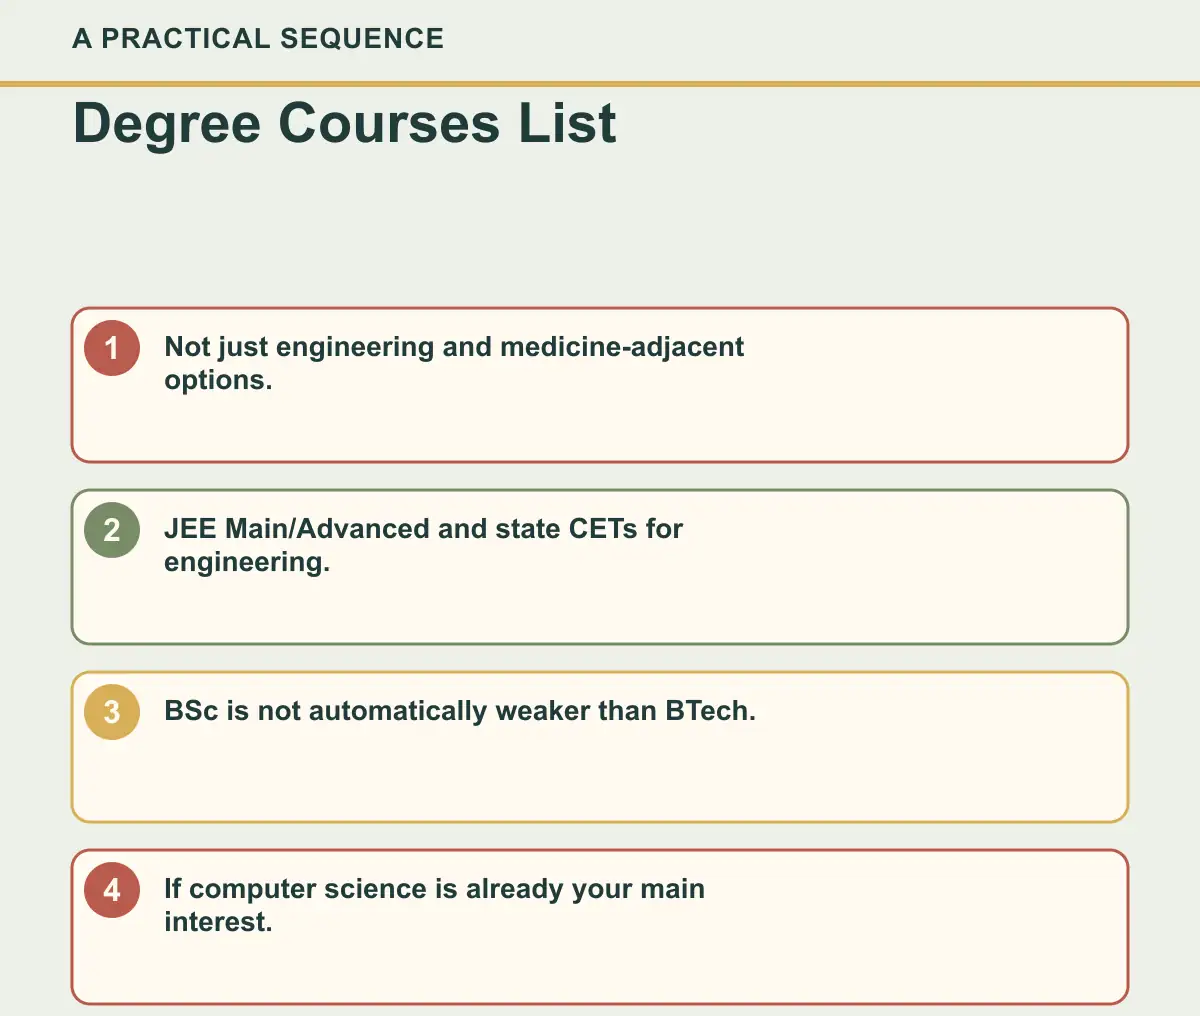 A PRACTICAL SEQUENCE
Degree Courses List
1
Not just engineering and medicine-adjacent
options.
2
JEE Main/Advanced and state CETs for
engineering.
3
BSc is not automatically weaker than BTech.
4
If computer science is already your main
interest.